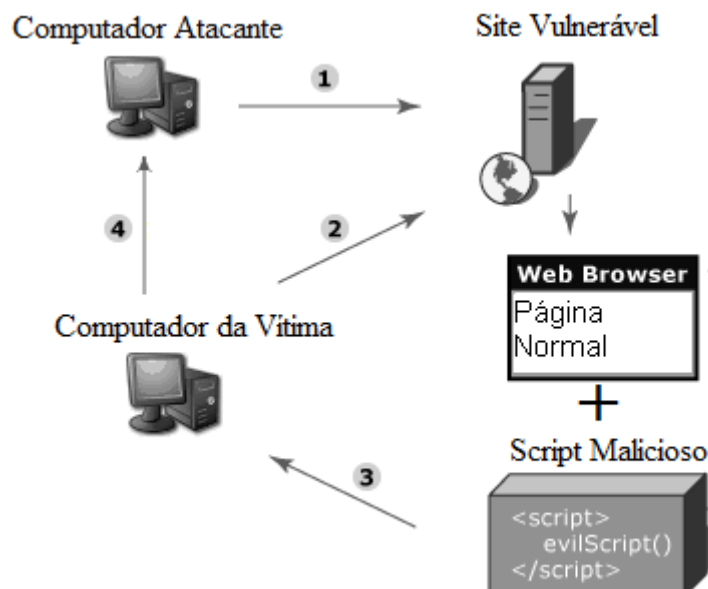 Computador Atacante
Site Vulnerável
1
4
2
Web Browser
Página
Normal
Computador da Vítima
+
Script Malicioso
3
<script>
evilScript()
</script>